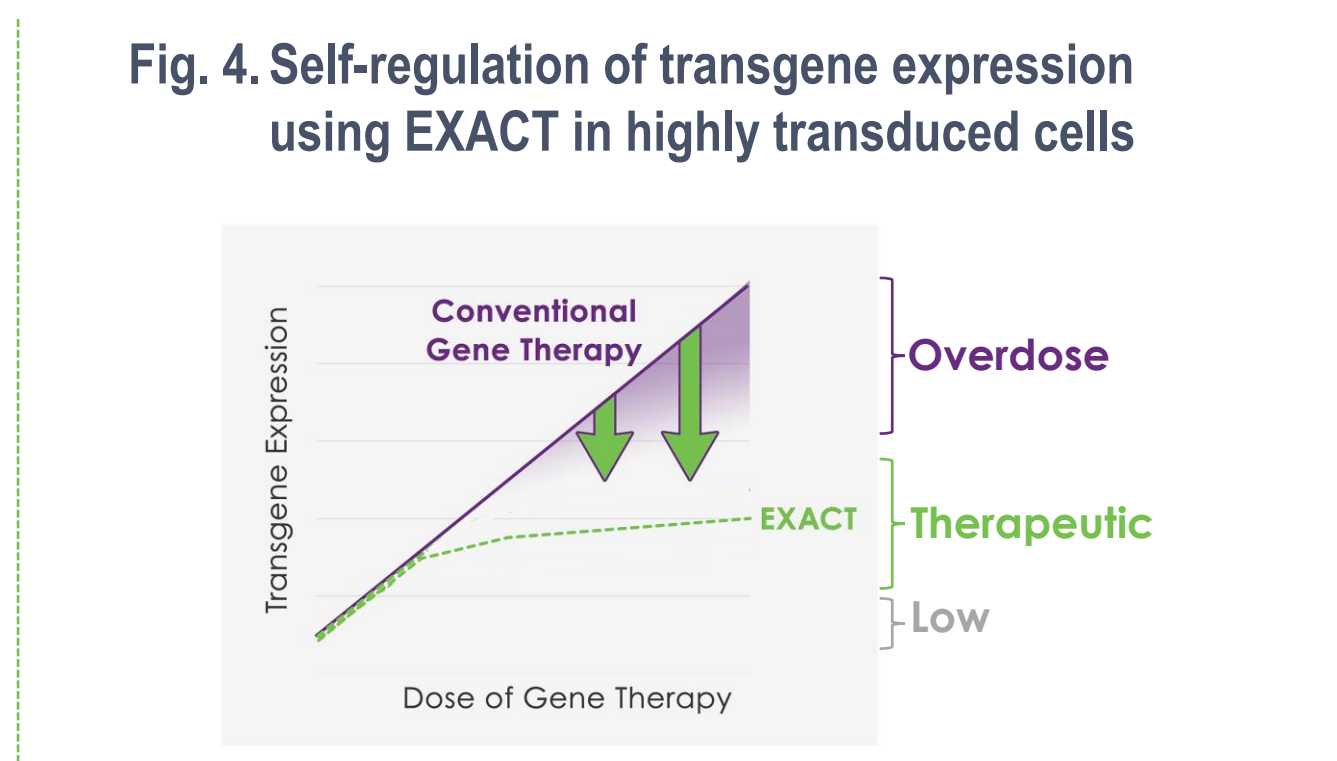 Fig. 4. Self-regulation of transgene expression
using EXACT in highly transduced cells
Conventional
Gene Therapy
Transgene Expression
EXACT
Dose of Gene Therapy
Overdose
Therapeutic
Low